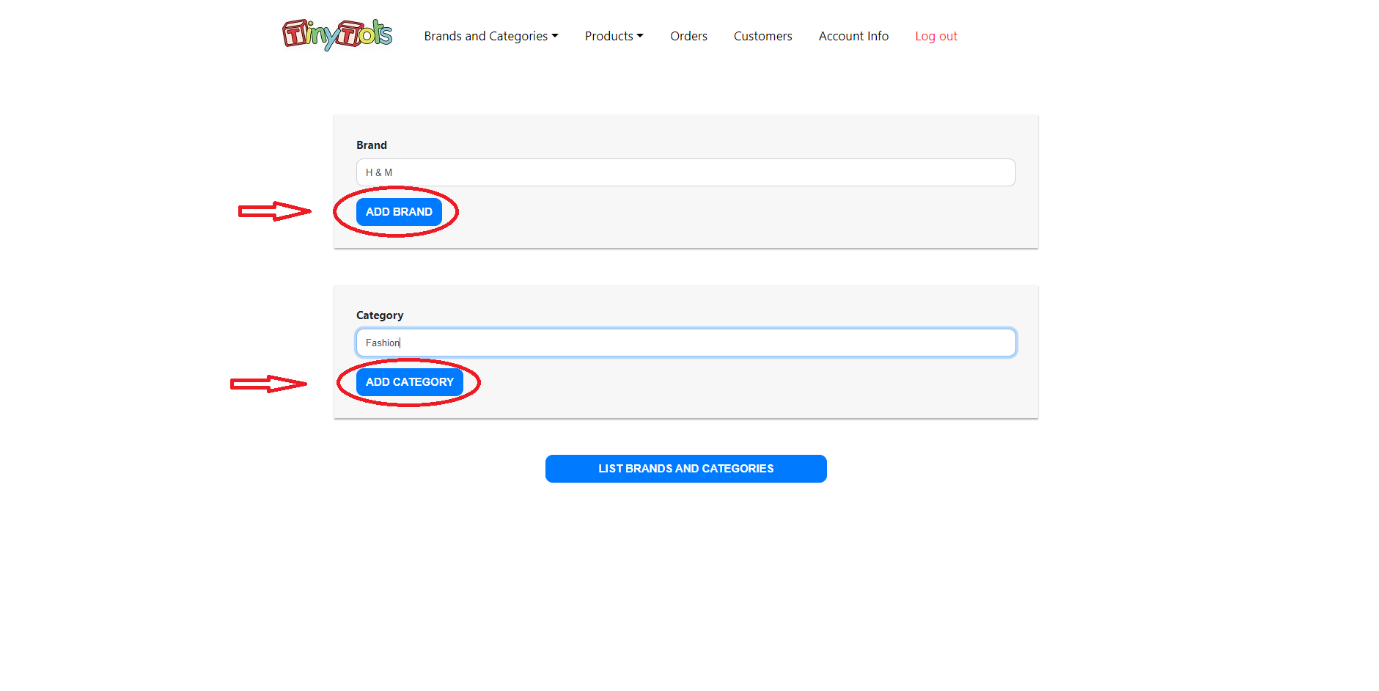 TinyTots
Brands and Categories Products Orders Customers Account Info Log out
Brand
H & M
ADD BRAND
Category
Fashion
ADD CATEGORY
LIST BRANDS AND CATEGORIES